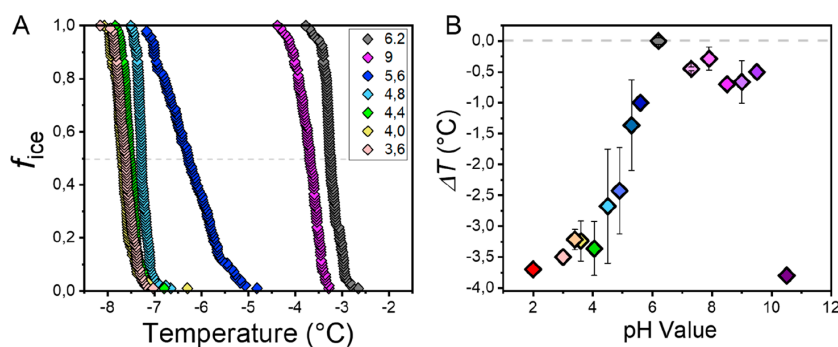 A
B
1,0
0,8
0,6
0,4
0,2
0,0
fice
6.2
9
5,6
4,8
4,4
4,0
3,6
-8 -7 -6 -5 -4 -3 -2
Temperature (°C)
0,0
-0,5
-1,0
-1,5
-2,0
-2,5
-3,0
-3,5
-4,0
ΔT (°C)
0 2 4 6 8 10 12
pH Value